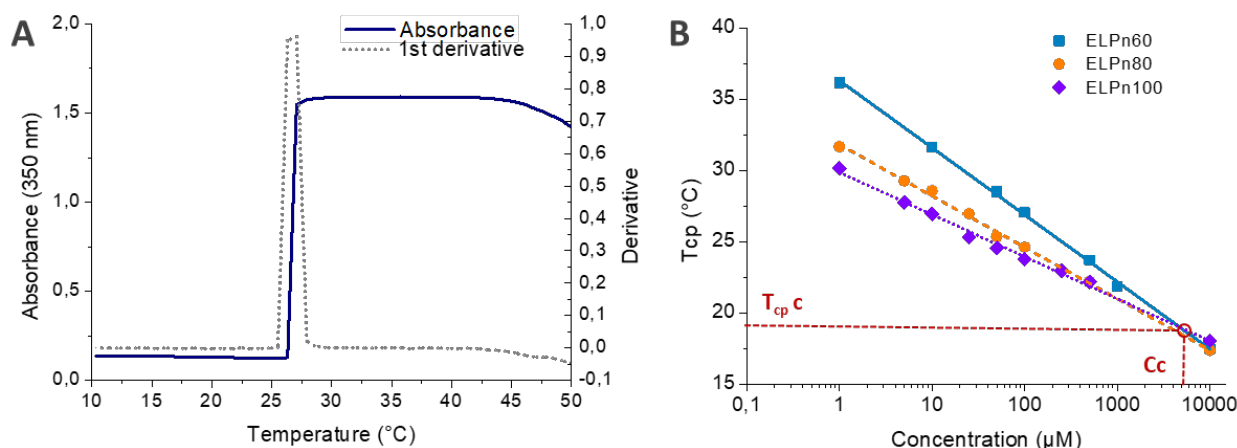 A
Absorbance
1st derivative
2,0
1,5
1,0
0,5
0,0
Absorbance (350 nm)
1,0
0,9
0,8
0,7
0,6
0,5
0,4
0,3
0,2
0,1
0,0
-0,1
Derivative
10 15 20 25 30 35 40 45 50
Temperature (°C)
B
ELPn60
ELPn80
ELPn100
40
35
30
25
20
15
Tcp (°C)
Tcp c
Cc
0,1 1 10 100 1000 10000
Concentration (µM)